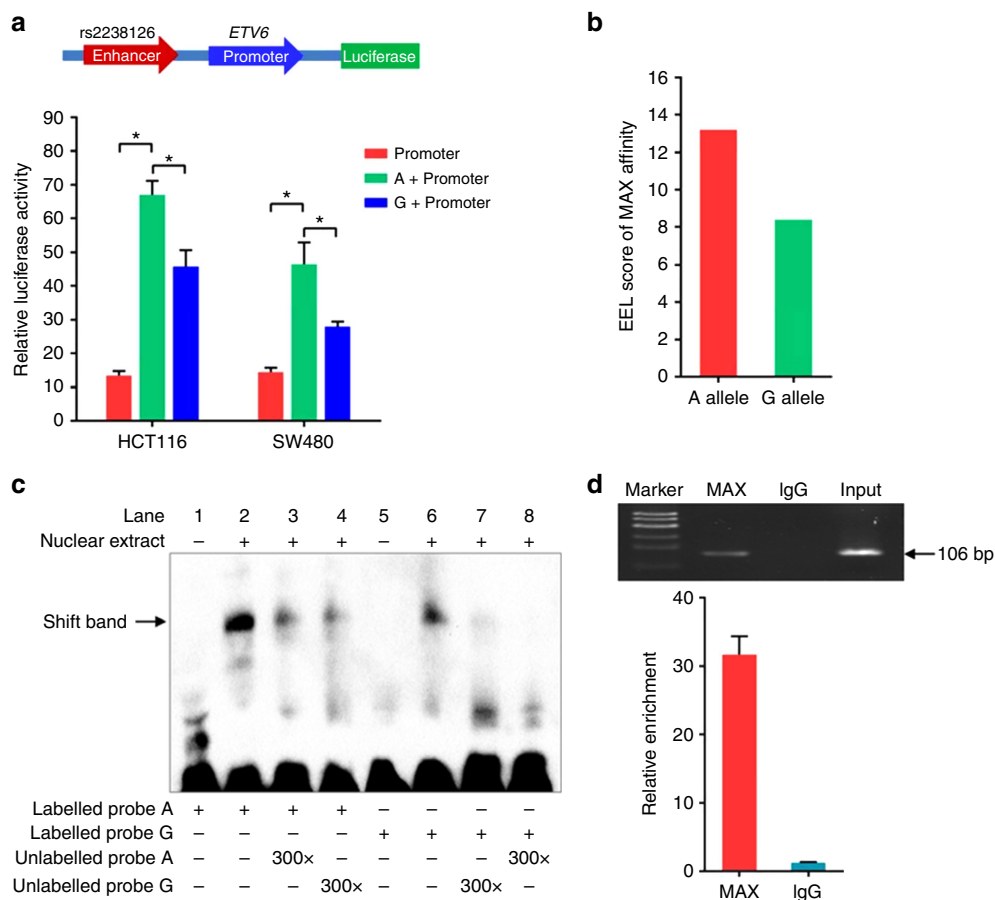 a
rs2238126 ETV6
Enhancer Promoter Luciferase
Relative luciferase activity
90
80
70
60
50
40
30
20
10
0
* * * *
HCT116 SW480
Promoter
A + Promoter
G + Promoter
b
EEL score of MAX affinity
16
14
12
10
8
6
4
2
0
A allele G allele
c
Lane 1 2 3 4 5 6 7 8
Nuclear extract – + + + – + + +
Shift band
Labelled probe A + + + + – – – –
Labelled probe G – – – – + + + +
Unlabelled probe A – – 300× – – – – 300×
Unlabelled probe G – – – 300× – – 300× –
d
Marker MAX IgG Input
106 bp
Relative enrichment
40
30
20
10
0
MAX IgG